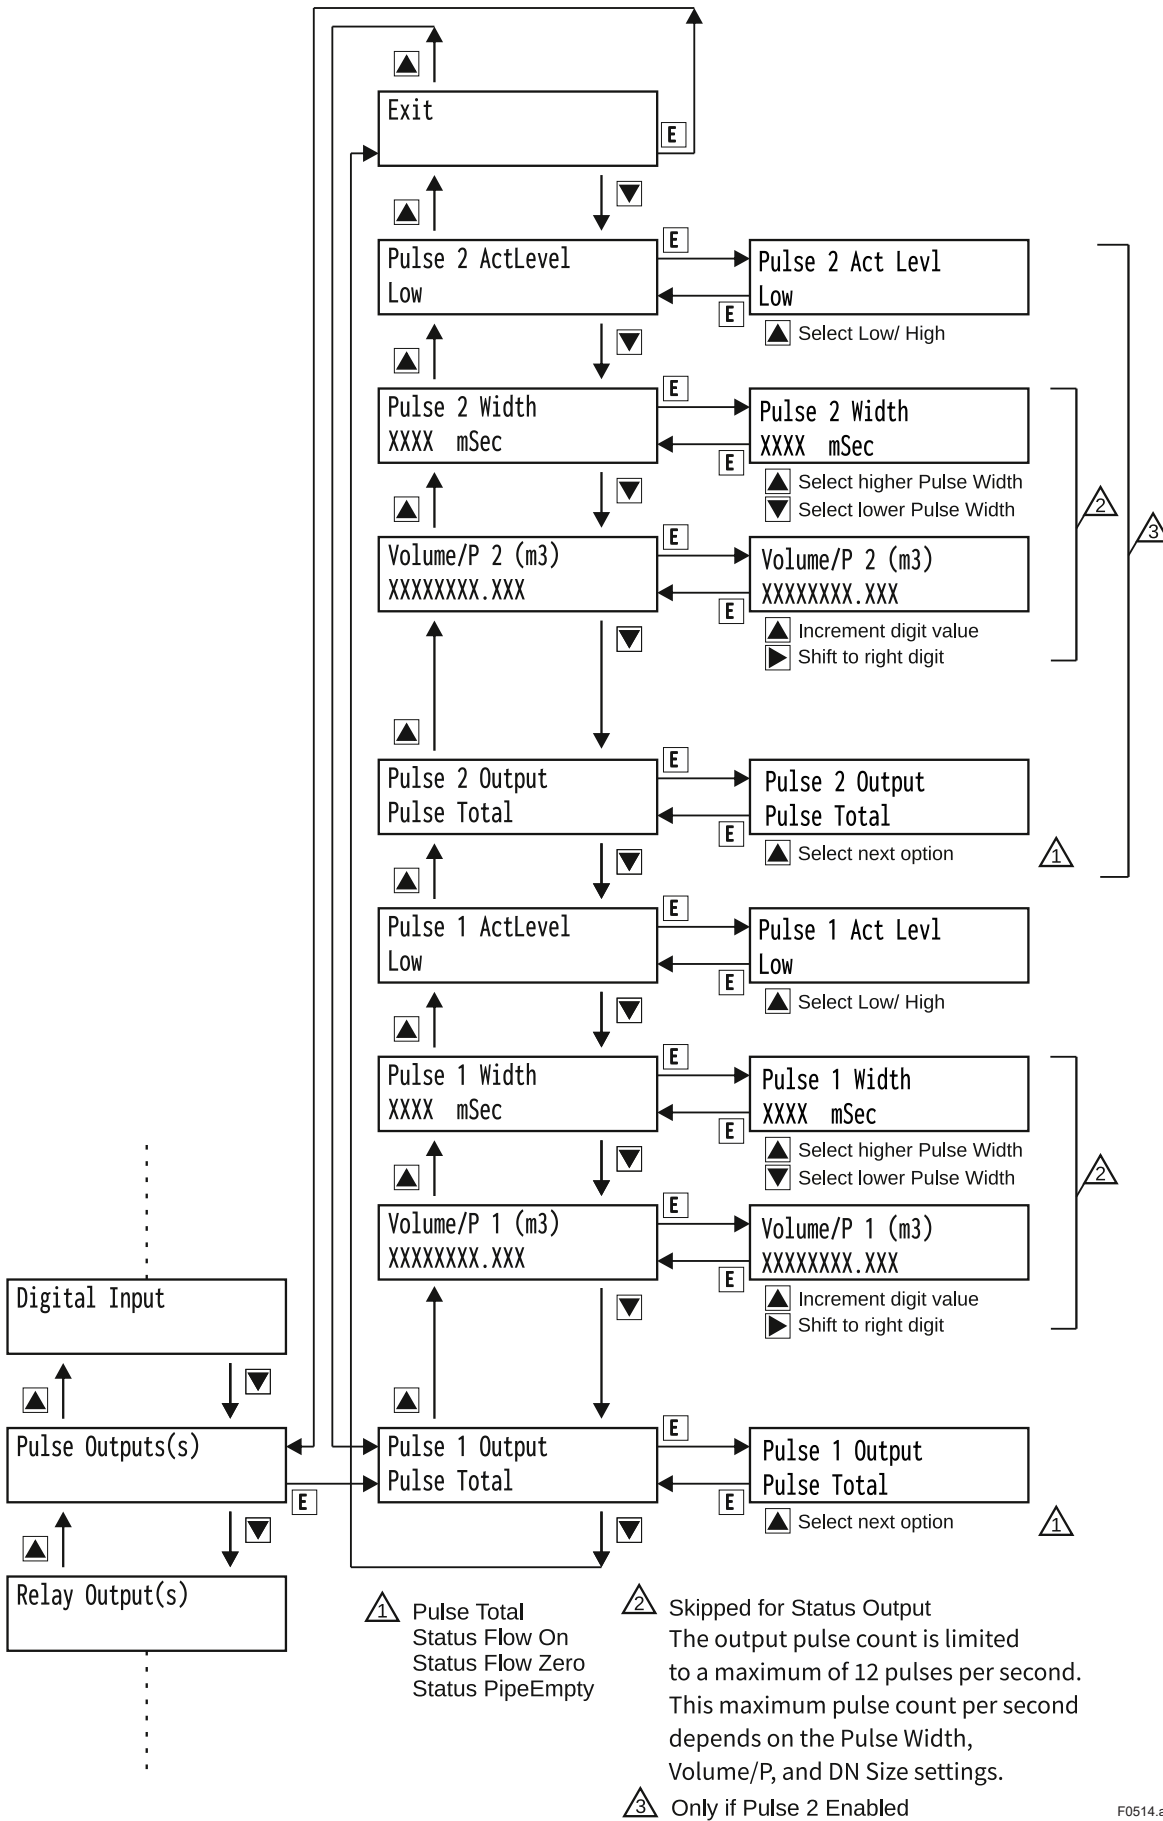 Exit
E
Pulse 2 ActLevel
Low
E
Pulse 2 Act Levl
Low
E
Select Low/ High
Pulse 2 Width
XXXX mSec
E
Pulse 2 Width
XXXX mSec
E
Select higher Pulse Width
Select lower Pulse Width
2
3
Volume/P 2 (m3)
XXXXXXXX.XXX
E
Volume/P 2 (m3)
XXXXXXXX.XXX
E
Increment digit value
Shift to right digit
Pulse 2 Output
Pulse Total
E
Pulse 2 Output
Pulse Total
E
Select next option
1
Pulse 1 ActLevel
Low
E
Pulse 1 Act Levl
Low
E
Select Low/ High
Pulse 1 Width
XXXX mSec
E
Pulse 1 Width
XXXX mSec
E
Select higher Pulse Width
Select lower Pulse Width
2
Volume/P 1 (m3)
XXXXXXXX.XXX
E
Volume/P 1 (m3)
XXXXXXXX.XXX
E
Increment digit value
Shift to right digit
Digital Input
Pulse Outputs(s)
E
Pulse 1 Output
Pulse Total
E
Pulse 1 Output
Pulse Total
E
Select next option
1
Relay Output(s)
1 Pulse Total
Status Flow On
Status Flow Zero
Status PipeEmpty
2 Skipped for Status Output
The output pulse count is limited
to a maximum of 12 pulses per second.
This maximum pulse count per second
depends on the Pulse Width,
Volume/P, and DN Size settings.
3 Only if Pulse 2 Enabled
F0514.a